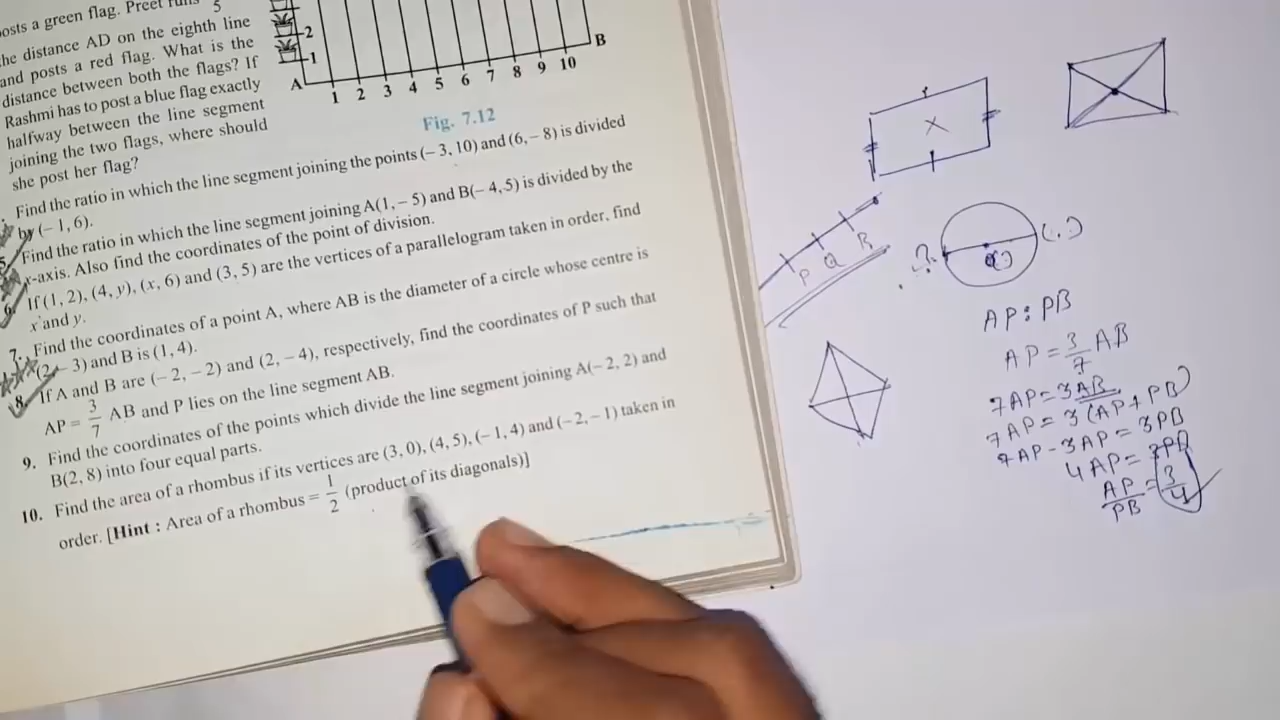 osts a green flag. Preet runs
5
he distance AD on the eighth line
and posts a red flag. What is the
distance between both the flags? If
Rashmi has to post a blue flag exactly
halfway between the line segment
joining the two flags, where should
she post her flag?
2
1
A
B
1 2 3 4 5 6 7 8 9 10
Fig. 7.12
Find the ratio in which the line segment joining the points (– 3, 10) and (6, – 8) is divided
by (– 1, 6).
5. Find the ratio in which the line segment joining A(1, – 5) and B(– 4, 5) is divided by the
x-axis. Also find the coordinates of the point of division.
6. If (1, 2), (4, y), (x, 6) and (3, 5) are the vertices of a parallelogram taken in order, find
x and y.
7. Find the coordinates of a point A, where AB is the diameter of a circle whose centre is
(2, – 3) and B is (1, 4).
8. If A and B are (– 2, – 2) and (2, – 4), respectively, find the coordinates of P such that
AP = 3/7 AB and P lies on the line segment AB.
9. Find the coordinates of the points which divide the line segment joining A(– 2, 2) and
B(2, 8) into four equal parts.
10. Find the area of a rhombus if its vertices are (3, 0), (4, 5), (– 1, 4) and (– 2, – 1) taken in
order. [Hint : Area of a rhombus = 1/2 (product of its diagonals)]
P Q R
? ( , )
AP : PB
AP = 3/7 AB
7AP = 3AB
7AP = 3(AP + PB)
7AP - 3AP = 3PB
4AP = 3PB
AP/PB = 3/4